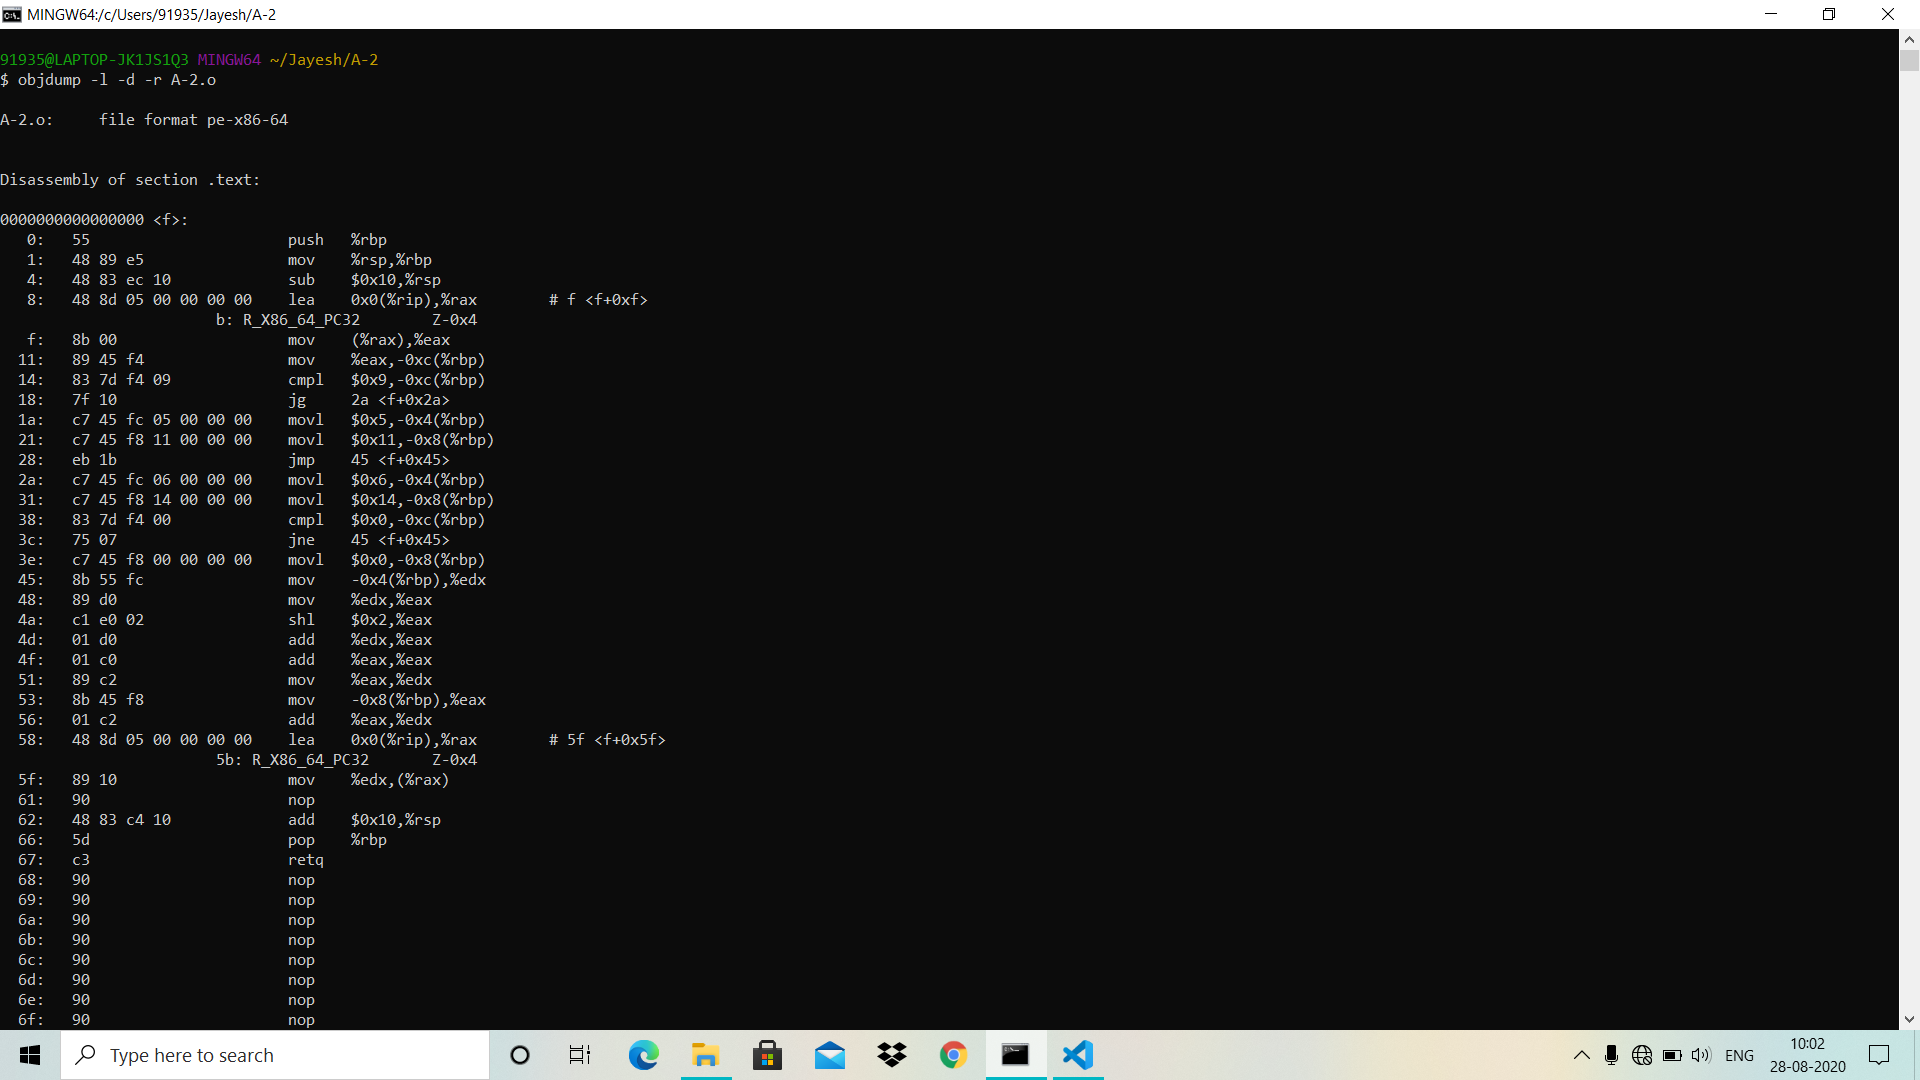 MINGW64:/c/Users/91935/Jayesh/A-2
91935@LAPTOP-JK1JS1Q3 MINGW64 ~/Jayesh/A-2
$ objdump -l -d -r A-2.o
A-2.o:     file format pe-x86-64
Disassembly of section .text:
0000000000000000 <f>:
   0:   55                      push   %rbp
   1:   48 89 e5                mov    %rsp,%rbp
   4:   48 83 ec 10             sub    $0x10,%rsp
   8:   48 8d 05 00 00 00 00    lea    0x0(%rip),%rax        # f <f+0xf>
                        b: R_X86_64_PC32        Z-0x4
   f:   8b 00                   mov    (%rax),%eax
  11:   89 45 f4                mov    %eax,-0xc(%rbp)
  14:   83 7d f4 09             cmpl   $0x9,-0xc(%rbp)
  18:   7f 10                   jg     2a <f+0x2a>
  1a:   c7 45 fc 05 00 00 00    movl   $0x5,-0x4(%rbp)
  21:   c7 45 f8 11 00 00 00    movl   $0x11,-0x8(%rbp)
  28:   eb 1b                   jmp    45 <f+0x45>
  2a:   c7 45 fc 06 00 00 00    movl   $0x6,-0x4(%rbp)
  31:   c7 45 f8 14 00 00 00    movl   $0x14,-0x8(%rbp)
  38:   83 7d f4 00             cmpl   $0x0,-0xc(%rbp)
  3c:   75 07                   jne    45 <f+0x45>
  3e:   c7 45 f8 00 00 00 00    movl   $0x0,-0x8(%rbp)
  45:   8b 55 fc                mov    -0x4(%rbp),%edx
  48:   89 d0                   mov    %edx,%eax
  4a:   c1 e0 02                shl    $0x2,%eax
  4d:   01 d0                   add    %edx,%eax
  4f:   01 c0                   add    %eax,%eax
  51:   89 c2                   mov    %eax,%edx
  53:   8b 45 f8                mov    -0x8(%rbp),%eax
  56:   01 c2                   add    %eax,%edx
  58:   48 8d 05 00 00 00 00    lea    0x0(%rip),%rax        # 5f <f+0x5f>
                        5b: R_X86_64_PC32       Z-0x4
  5f:   89 10                   mov    %edx,(%rax)
  61:   90                      nop
  62:   48 83 c4 10             add    $0x10,%rsp
  66:   5d                      pop    %rbp
  67:   c3                      retq
  68:   90                      nop
  69:   90                      nop
  6a:   90                      nop
  6b:   90                      nop
  6c:   90                      nop
  6d:   90                      nop
  6e:   90                      nop
  6f:   90                      nop
Type here to search
ENG
10:02
28-08-2020